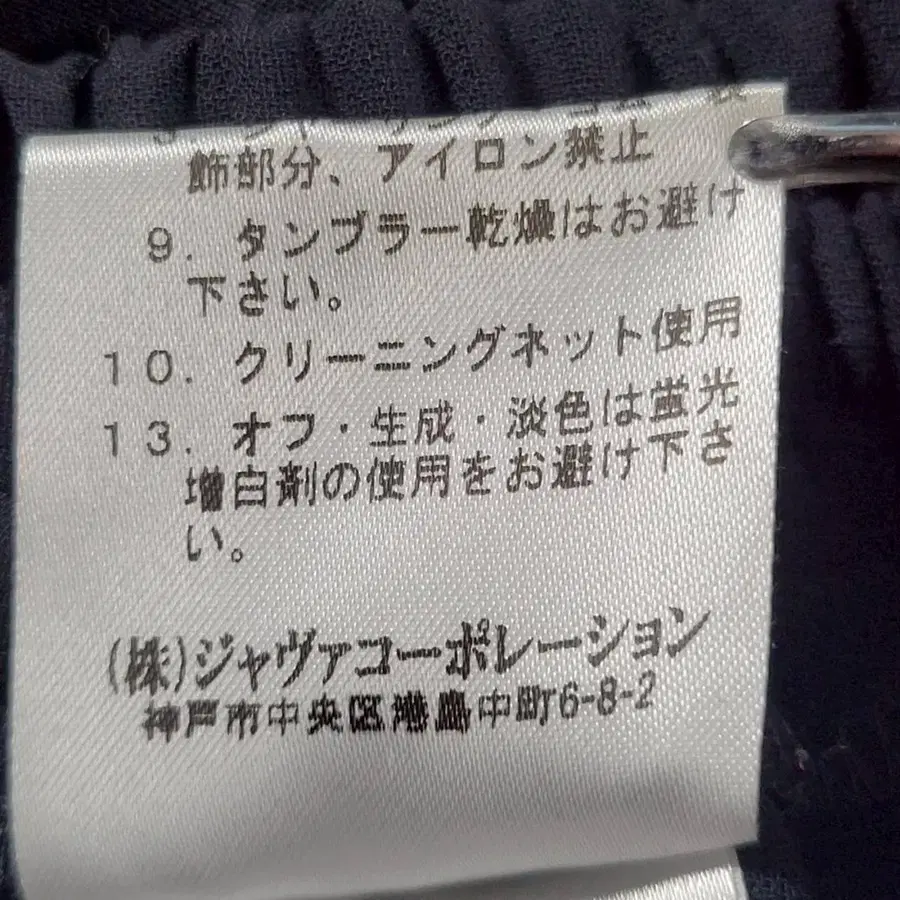 飾部分、アイロン禁止
9. タンブラー乾燥はお避け
下さい。
10. クリーニングネット使用
13. オフ・生成・淡色は蛍光
増白剤の使用をお避け下さ
い。
(株)ジャヴァコーポレーション
神戸市中央区港島中町6-8-2